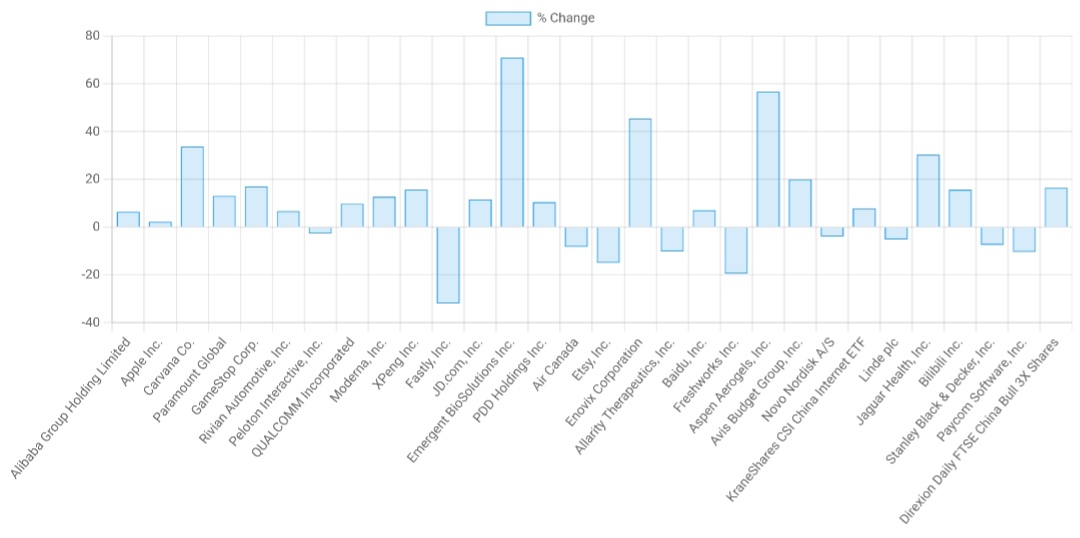 % Change
80
60
40
20
0
-20
-40
Alibaba Group Holding Limited
Apple Inc.
Carvana Co.
Paramount Global
GameStop Corp.
Rivian Automotive, Inc.
Peloton Interactive, Inc.
QUALCOMM Incorporated
Moderna, Inc.
XPeng Inc.
Fastly, Inc.
JD.com, Inc.
Emergent BioSolutions Inc.
PDD Holdings Inc.
Air Canada
Etsy, Inc.
Enovix Corporation
Allarity Therapeutics, Inc.
Baidu, Inc.
Freshworks Inc.
Aspen Aerogels, Inc.
Avis Budget Group, Inc.
Novo Nordisk A/S
KraneShares CSI China Internet ETF
Linde plc
Jaguar Health, Inc.
Bilibili Inc.
Stanley Black & Decker, Inc.
Paycom Software, Inc.
Direxion Daily FTSE China Bull 3X Shares